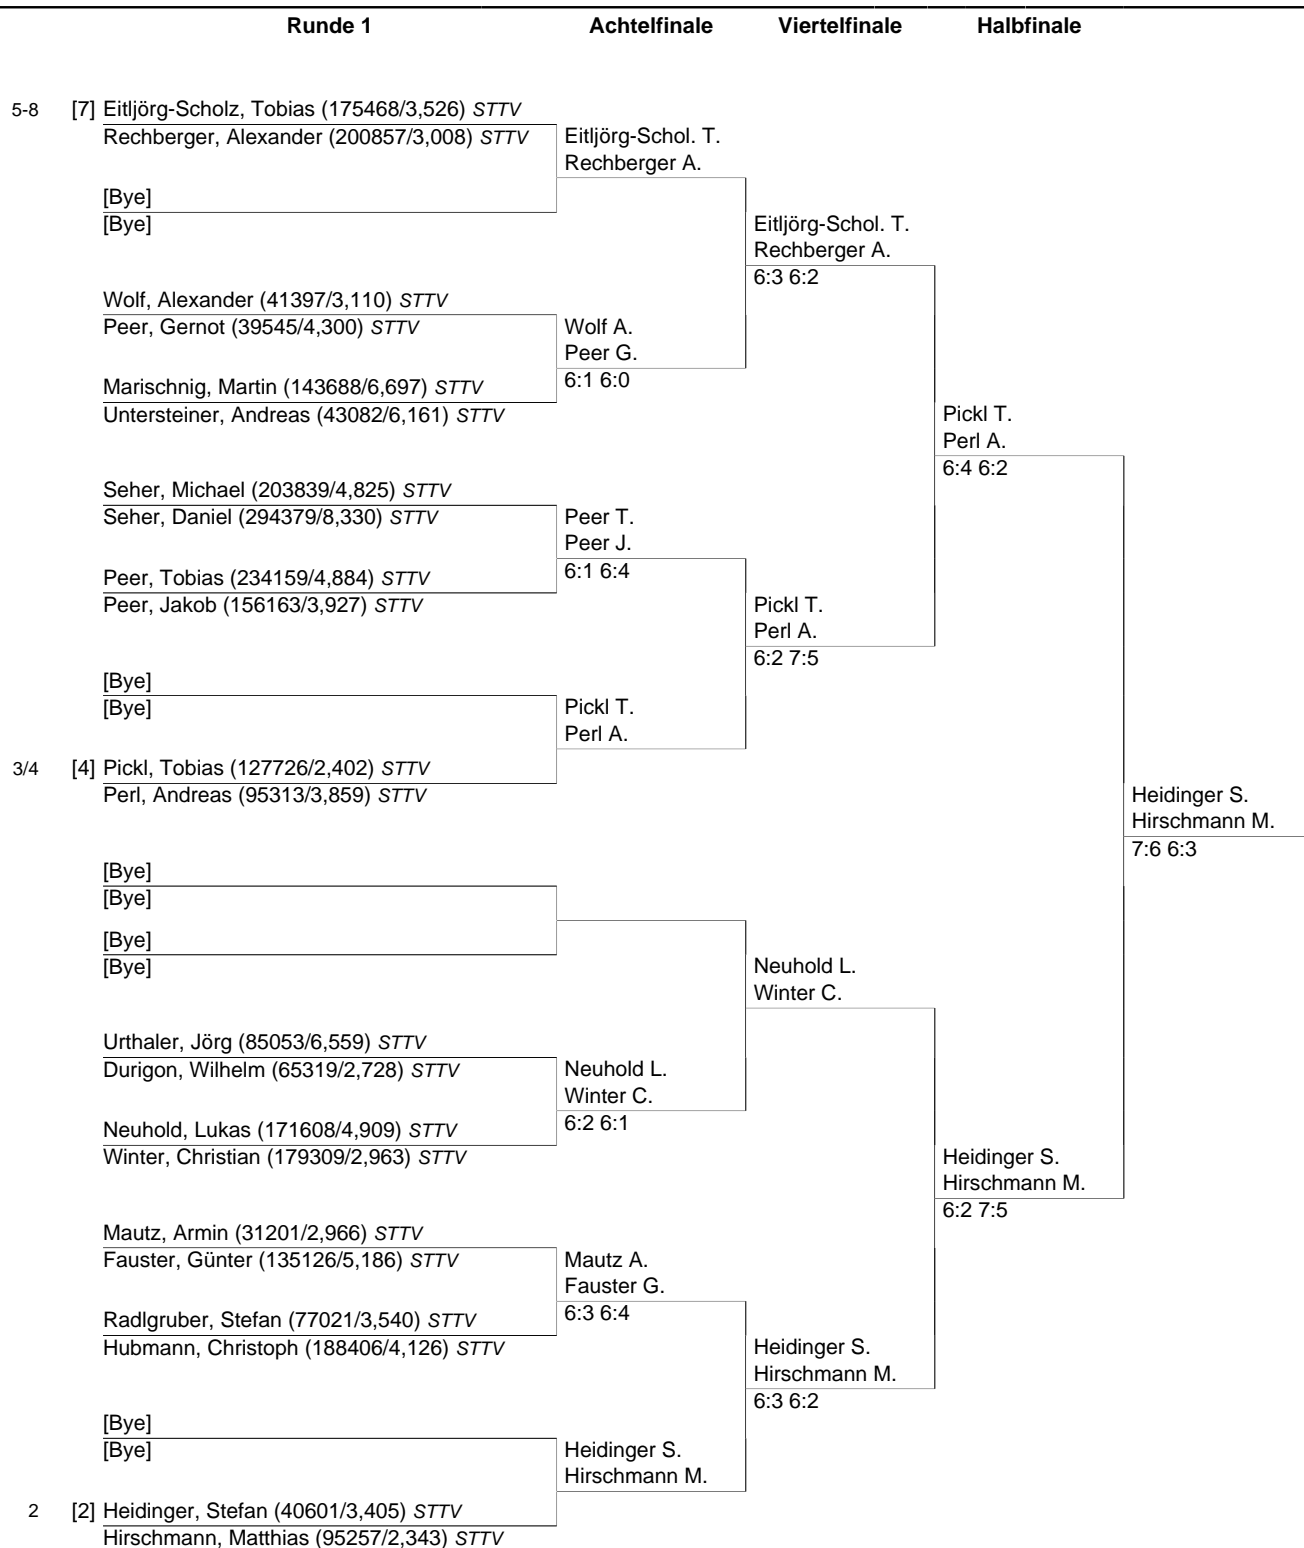 Runde 1 Achtelfinale Viertelfinale Halbfinale
5-8 [7] Eitljörg-Scholz, Tobias (175468/3,526) STTV
Rechberger, Alexander (200857/3,008) STTV
Eitljörg-Schol. T.
Rechberger A.
[Bye]
[Bye]
Eitljörg-Schol. T.
Rechberger A.
6:3 6:2
Wolf, Alexander (41397/3,110) STTV
Peer, Gernot (39545/4,300) STTV
Wolf A.
Peer G.
6:1 6:0
Marischnig, Martin (143688/6,697) STTV
Untersteiner, Andreas (43082/6,161) STTV
Pickl T.
Perl A.
6:4 6:2
Seher, Michael (203839/4,825) STTV
Seher, Daniel (294379/8,330) STTV
Peer T.
Peer J.
6:1 6:4
Peer, Tobias (234159/4,884) STTV
Peer, Jakob (156163/3,927) STTV
Pickl T.
Perl A.
6:2 7:5
[Bye]
[Bye]
Pickl T.
Perl A.
3/4 [4] Pickl, Tobias (127726/2,402) STTV
Perl, Andreas (95313/3,859) STTV
Heidinger S.
Hirschmann M.
7:6 6:3
[Bye]
[Bye]
[Bye]
[Bye]
Neuhold L.
Winter C.
Urthaler, Jörg (85053/6,559) STTV
Durigon, Wilhelm (65319/2,728) STTV
Neuhold L.
Winter C.
6:2 6:1
Neuhold, Lukas (171608/4,909) STTV
Winter, Christian (179309/2,963) STTV
Heidinger S.
Hirschmann M.
6:2 7:5
Mautz, Armin (31201/2,966) STTV
Fauster, Günter (135126/5,186) STTV
Mautz A.
Fauster G.
6:3 6:4
Radlgruber, Stefan (77021/3,540) STTV
Hubmann, Christoph (188406/4,126) STTV
Heidinger S.
Hirschmann M.
6:3 6:2
[Bye]
[Bye]
Heidinger S.
Hirschmann M.
2 [2] Heidinger, Stefan (40601/3,405) STTV
Hirschmann, Matthias (95257/2,343) STTV